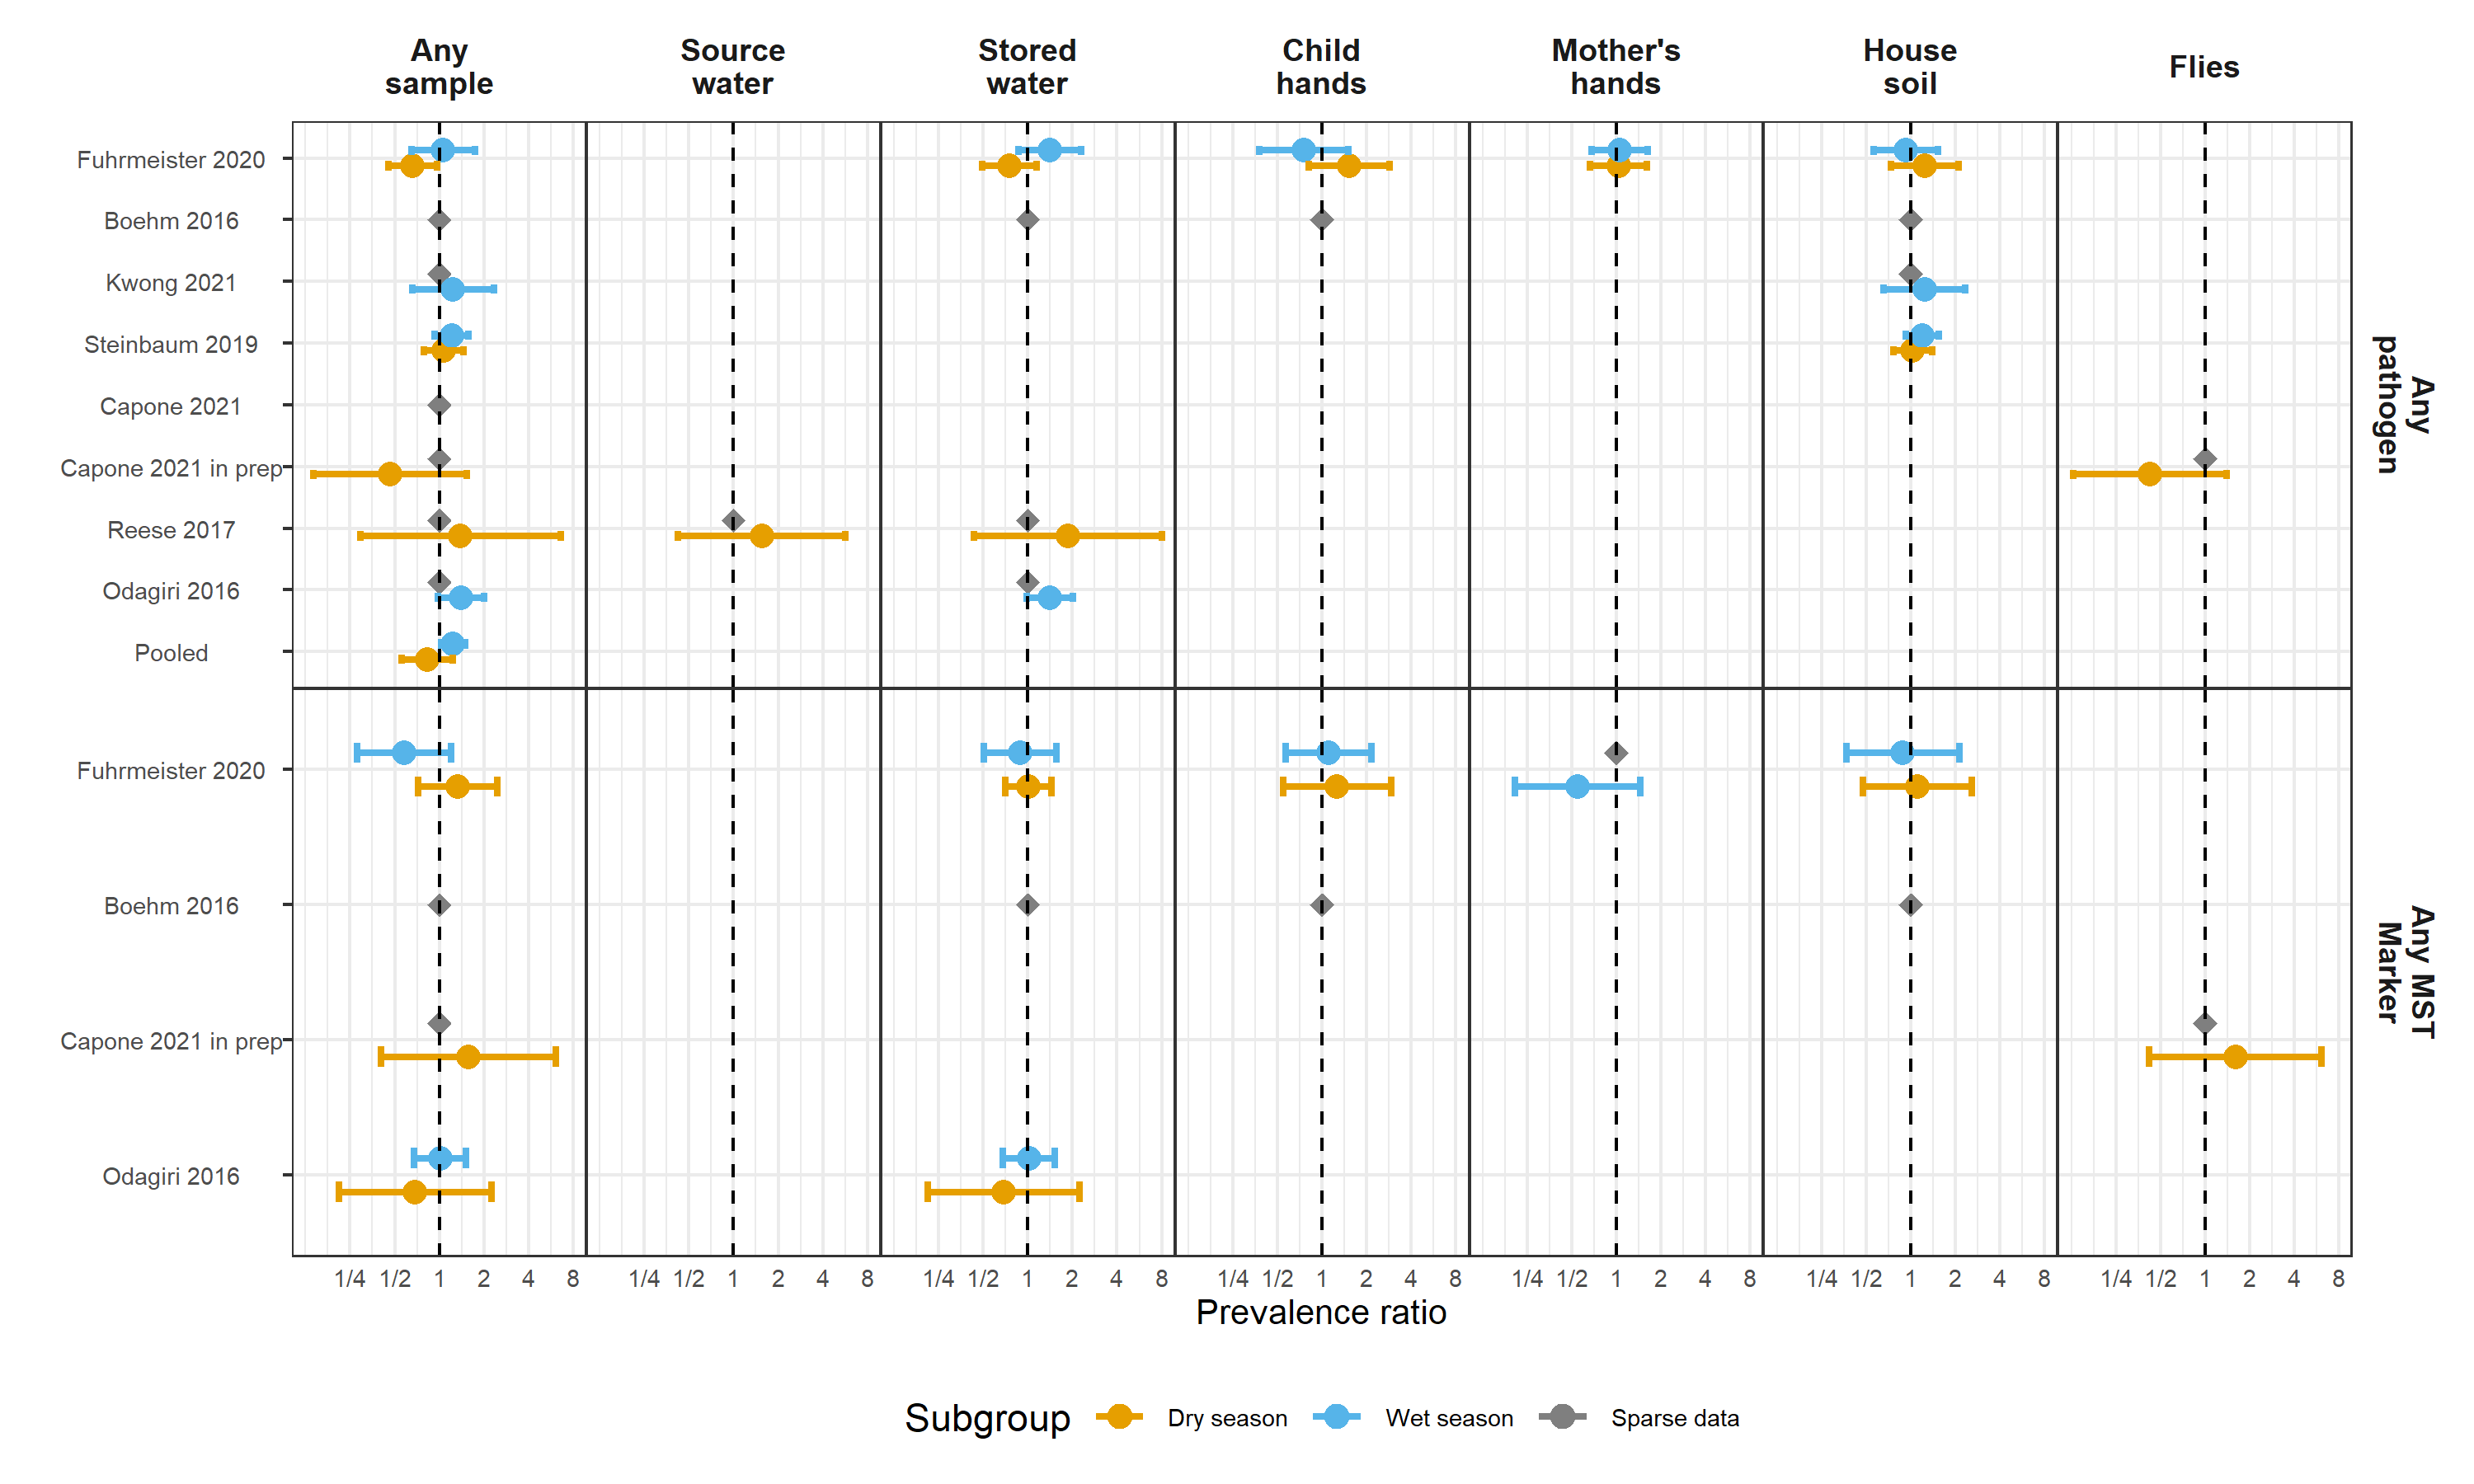 Any
sample
Source
water
Stored
water
Child
hands
Mother's
hands
House
soil
Flies
Fuhrmeister 2020
Boehm 2016
Kwong 2021
Steinbaum 2019
Capone 2021
Capone 2021 in prep
Reese 2017
Odagiri 2016
Pooled
Any
pathogen
Fuhrmeister 2020
Boehm 2016
Capone 2021 in prep
Odagiri 2016
Any MST
Marker
1/4 1/2 1 2 4 8 1/4 1/2 1 2 4 8 1/4 1/2 1 2 4 8 1/4 1/2 1 2 4 8 1/4 1/2 1 2 4 8 1/4 1/2 1 2 4 8 1/4 1/2 1 2 4 8
Prevalence ratio
Subgroup Dry season Wet season Sparse data